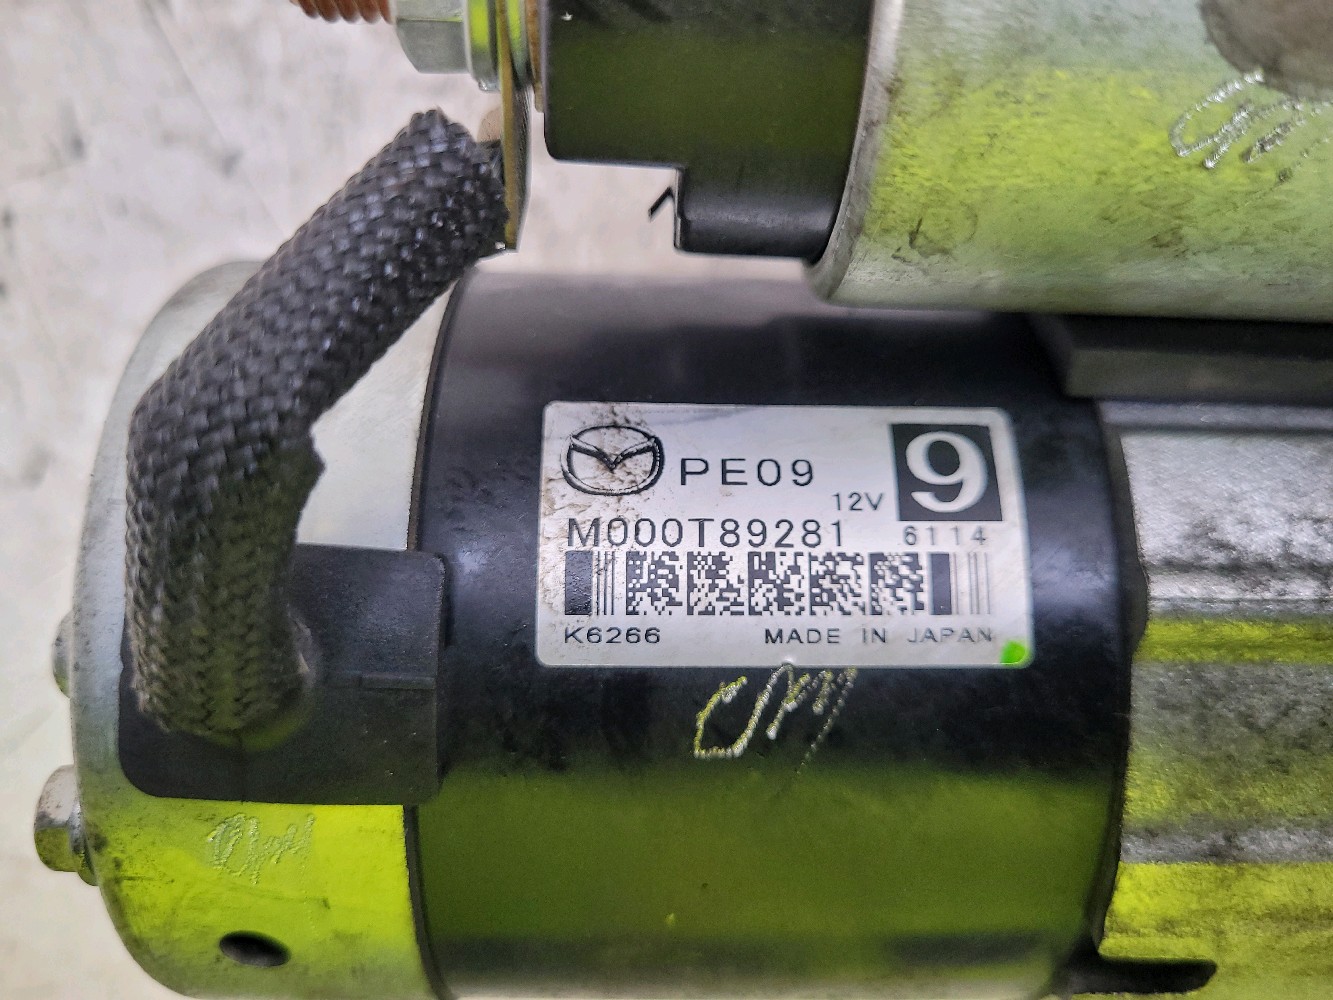 PE09
9
12V
M000T89281
6114
K6266
MADE IN JAPAN